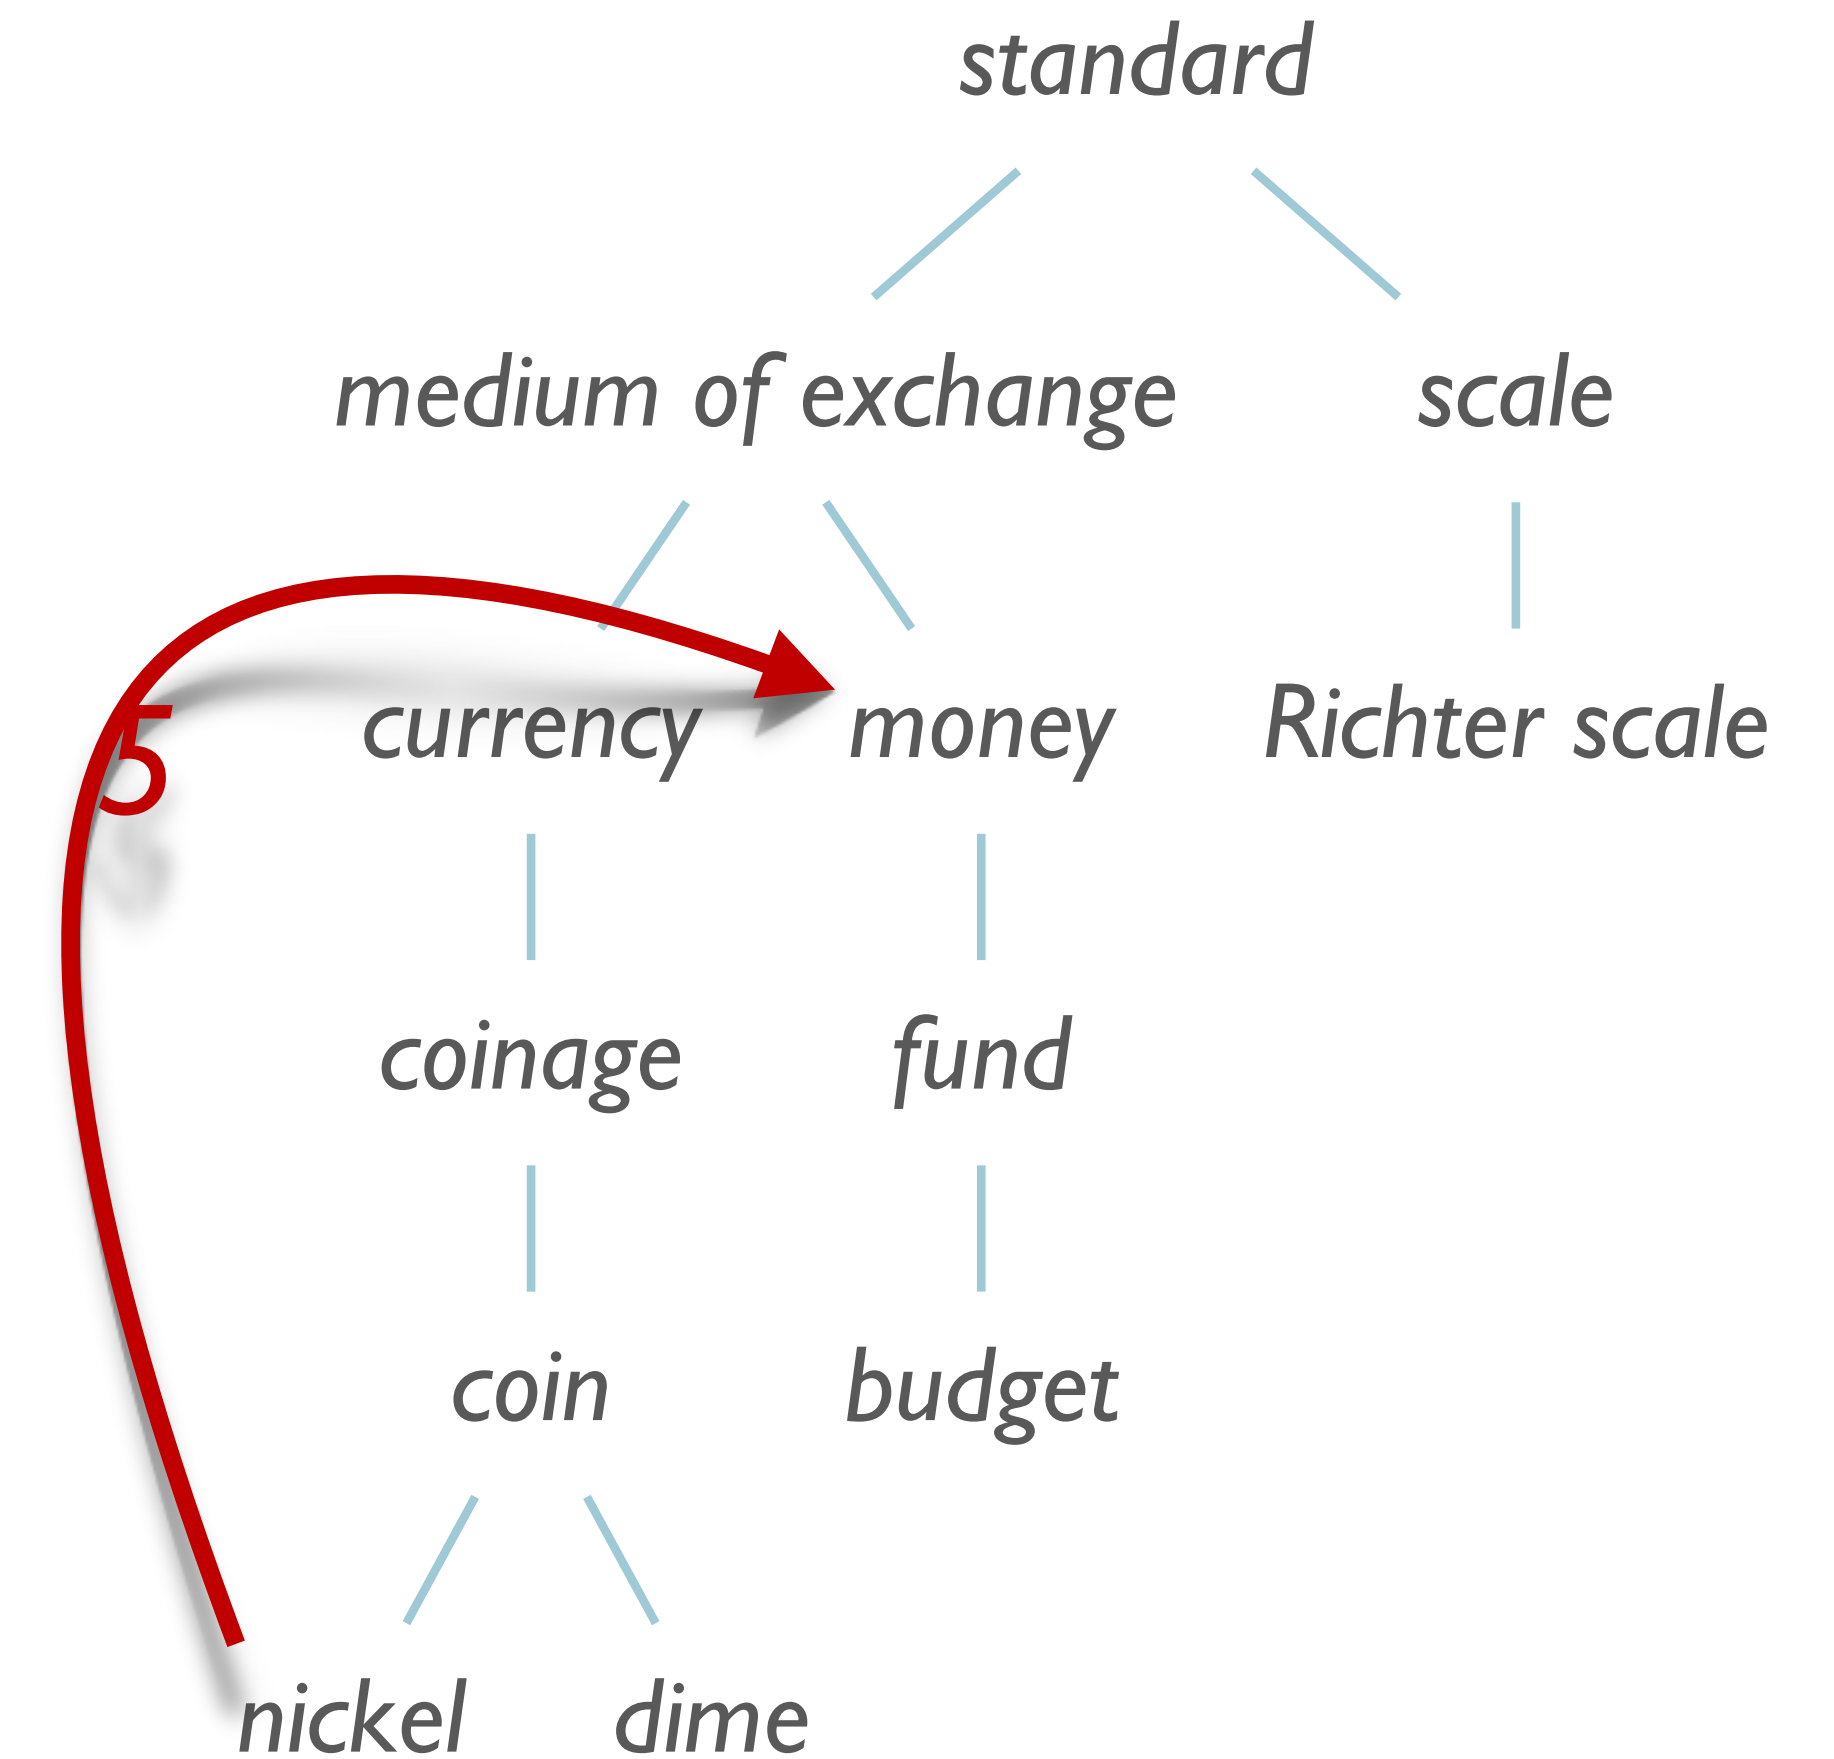 standard
medium of exchange scale
5 currency money Richter scale
coinage fund
coin budget
nickel dime